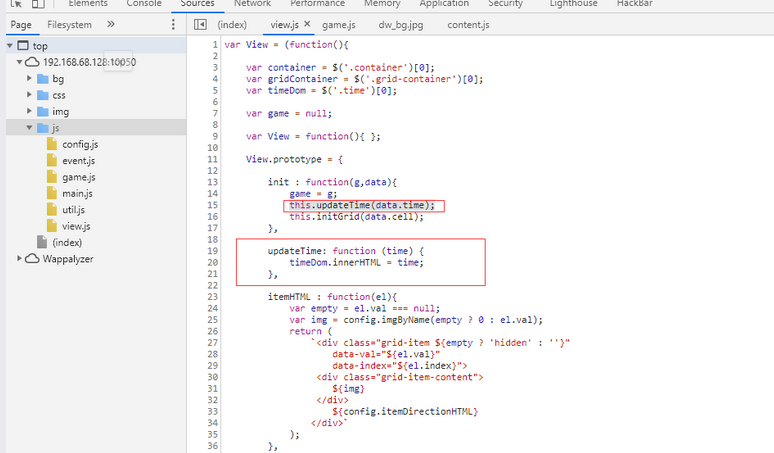 Elements Console Sources Network Performance Memory Application Security Lighthouse HackBar
Page Filesystem »
(index) view.js × game.js dw_bg.jpg content.js
top
192.168.68.128:10050
bg
css
img
js
config.js
event.js
game.js
main.js
util.js
view.js
(index)
Wappalyzer
1 var View = (function(){
2
3 var container = $('.container')[0];
4 var gridContainer = $('.grid-container')[0];
5 var timeDom = $('.time')[0];
6
7 var game = null;
8
9 var View = function(){ };
10
11 View.prototype = {
12
13 init : function(g,data){
14 game = g;
15 this.updateTime(data.time);
16 this.initGrid(data.cell);
17 },
18
19 updateTime: function (time) {
20 timeDom.innerHTML = time;
21 },
22
23 itemHTML : function(el){
24 var empty = el.val === null;
25 var img = config.imgByName(empty ? 0 : el.val);
26 return (
27 `<div class="grid-item ${empty ? 'hidden' : ''}"
28 data-val="${el.val}"
29 data-index="${el.index}">
30 <div class="grid-item-content">
31 ${img}
32 </div>
33 ${config.itemDirectionHTML}
34 </div>`
35 );
36 },